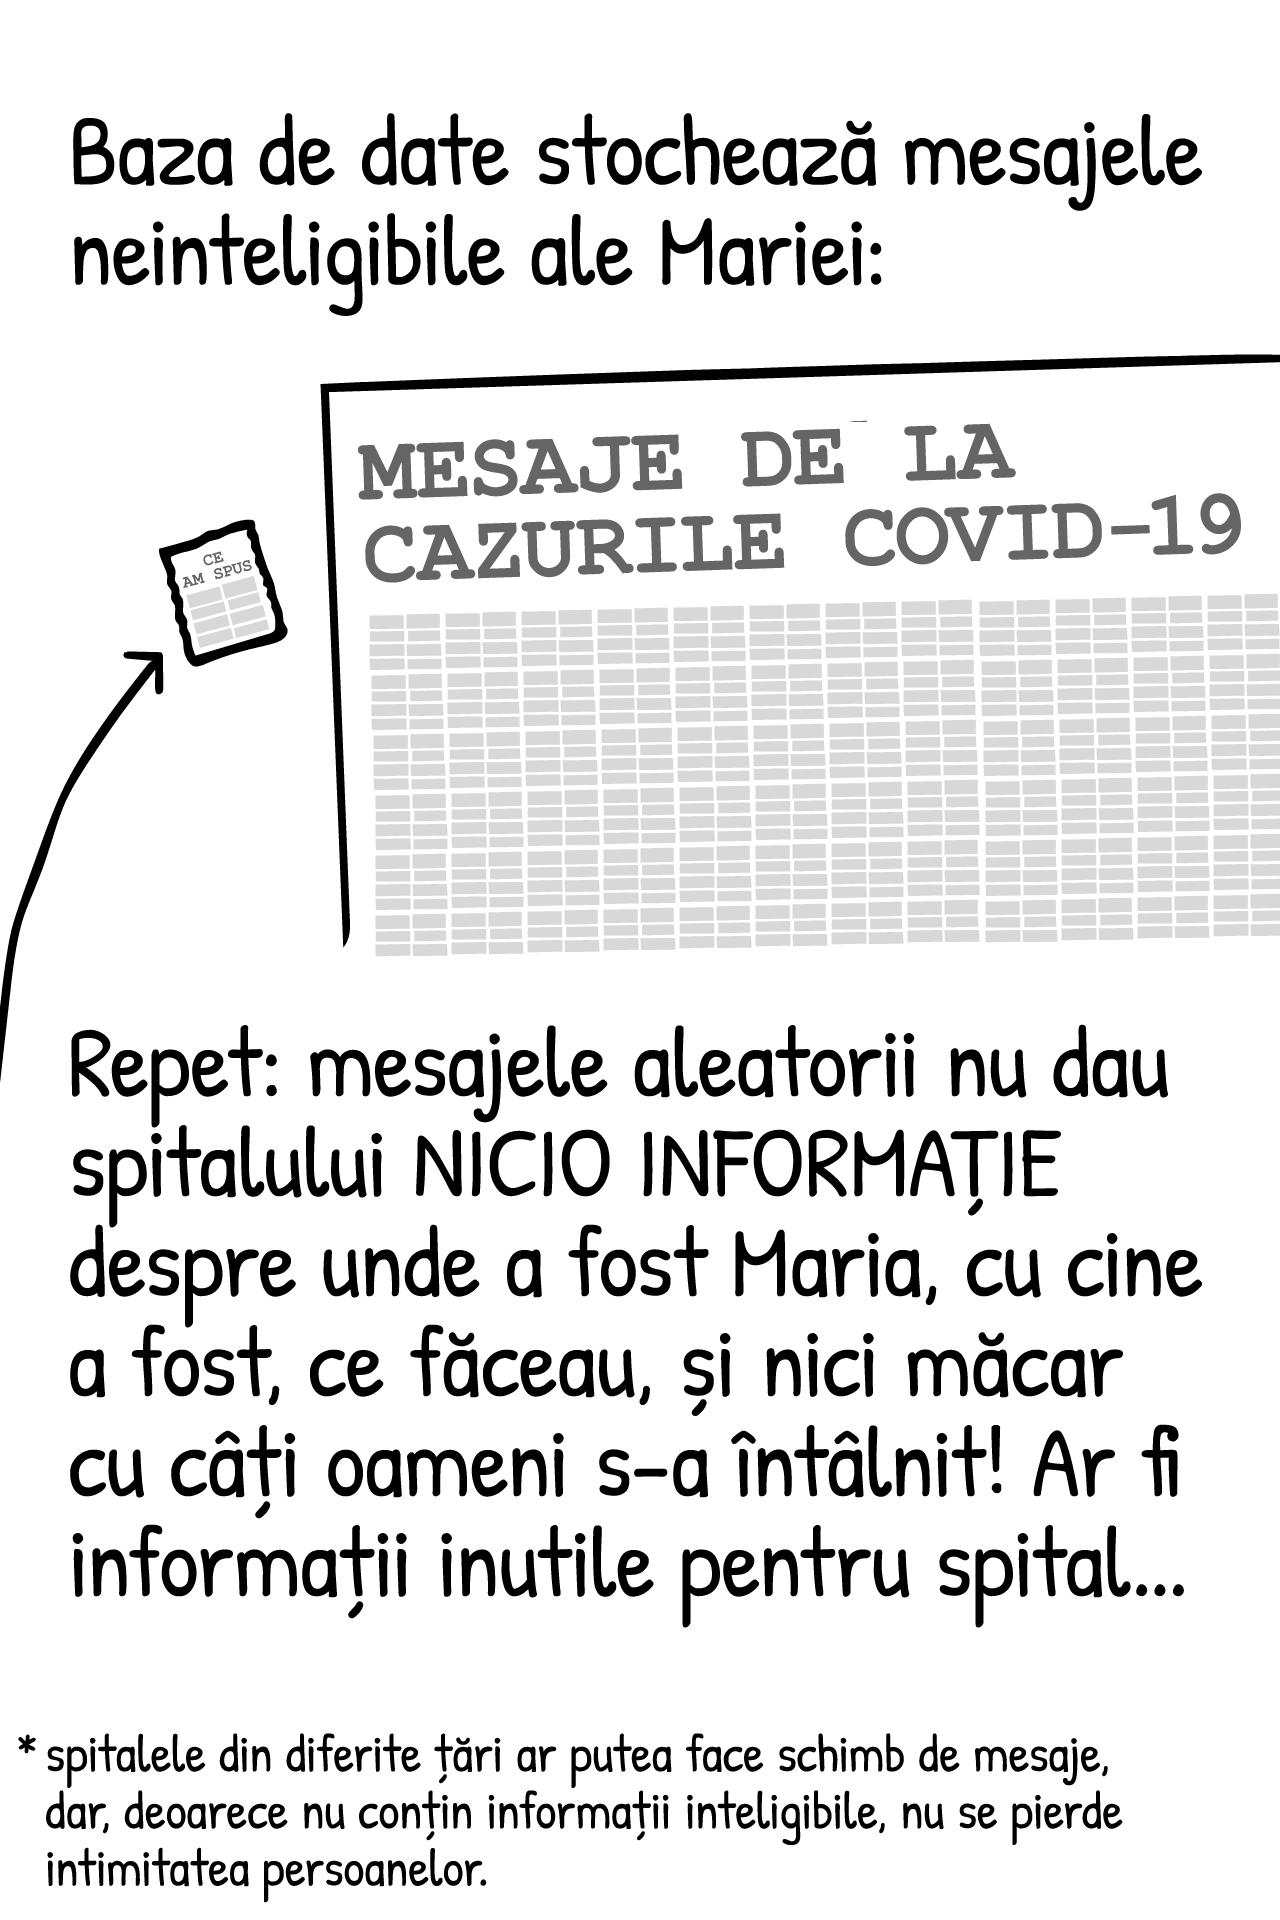 Baza de date stochează mesajele
neinteligibile ale Mariei:
MESAJE DE LA
CAZURILE COVID-19
CE
AM SPUS
Repet: mesajele aleatorii nu dau
spitalului NICIO INFORMAȚIE
despre unde a fost Maria, cu cine
a fost, ce făceau, și nici măcar
cu câți oameni s-a întâlnit! Ar fi
informații inutile pentru spital...
* spitalele din diferite țări ar putea face schimb de mesaje,
dar, deoarece nu conțin informații inteligibile, nu se pierde
intimitatea persoanelor.